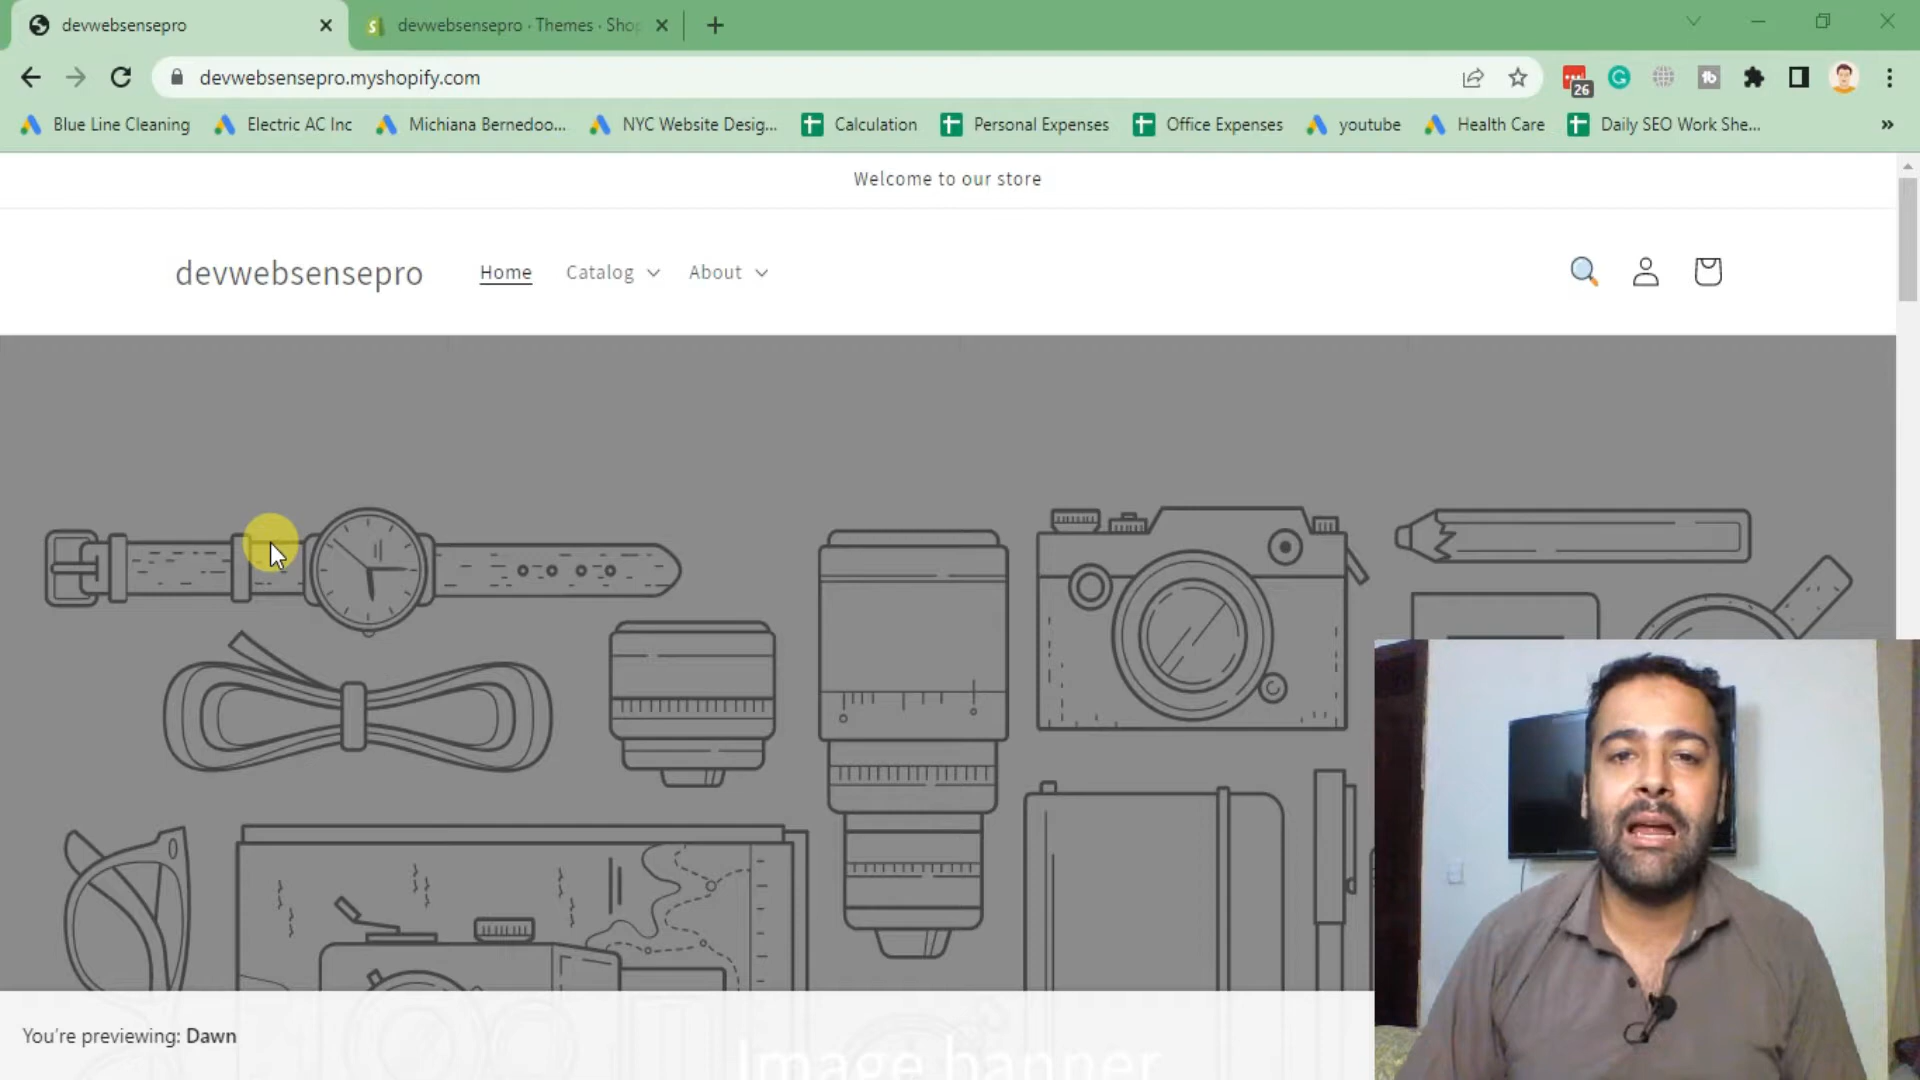 devwebsensepro
devwebsensepro · Themes · Shop
devwebsensepro.myshopify.com
26
Blue Line Cleaning
Electric AC Inc
Michiana Bernedoo...
NYC Website Desig...
Calculation
Personal Expenses
Office Expenses
youtube
Health Care
Daily SEO Work She...
Welcome to our store
devwebsensepro
Home
Catalog
About
You're previewing: Dawn
Image banner